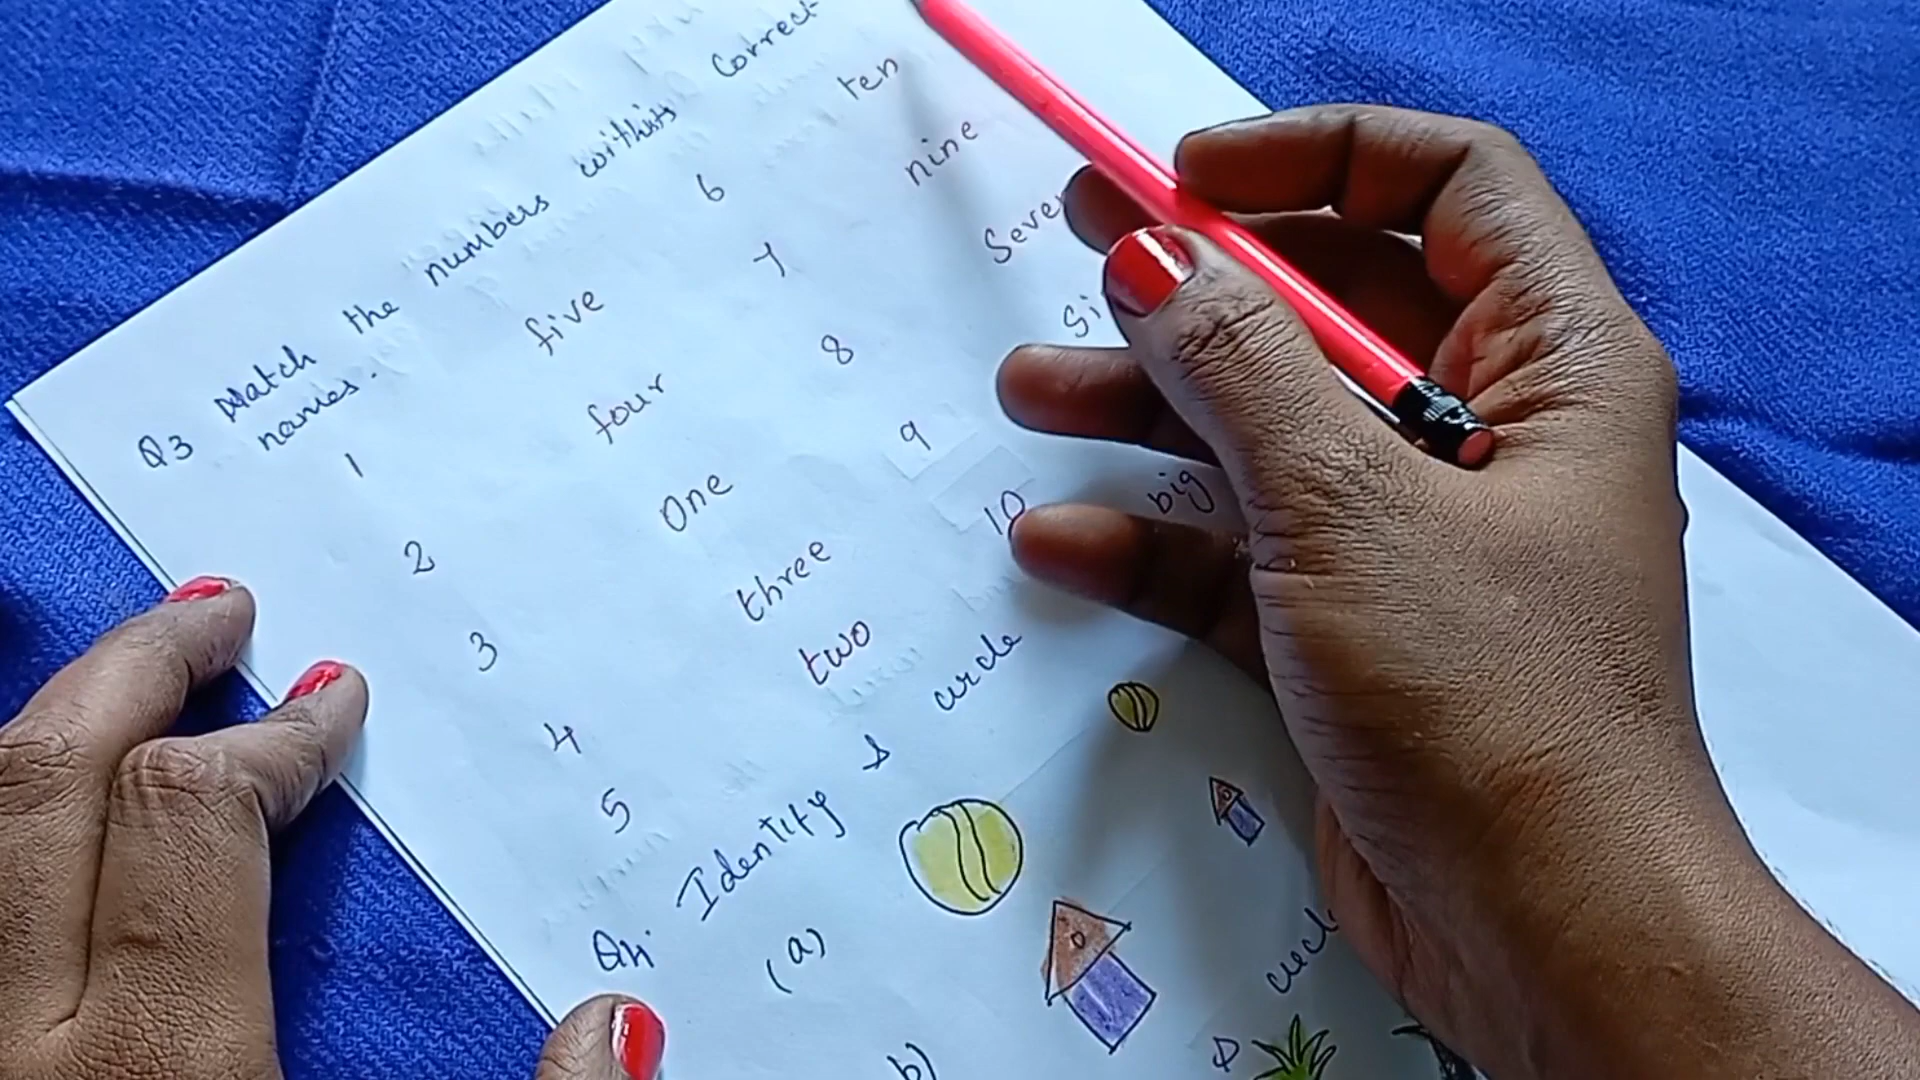 Q3 Match the numbers with its correct
names.
1 five 6 ten
2 four 7 nine
3 One 8 Seven
4 three 9
5 two 10
Q4. Identify & circle big
(a)
b)
&